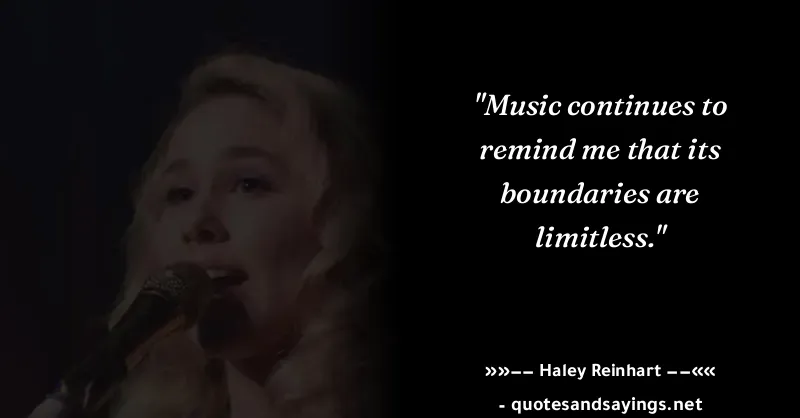 "Music continues to
remind me that its
boundaries are
limitless."
»»–– Haley Reinhart ––««
- quotesandsayings.net